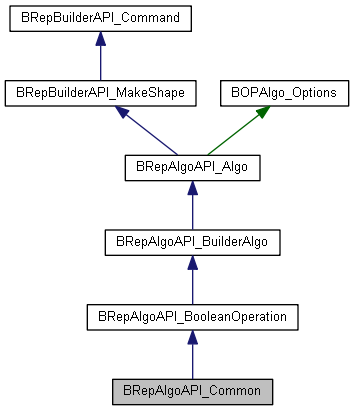 BRepBuilderAPI_Command
BRepBuilderAPI_MakeShape
BOPAlgo_Options
BRepAlgoAPI_Algo
BRepAlgoAPI_BuilderAlgo
BRepAlgoAPI_BooleanOperation
BRepAlgoAPI_Common